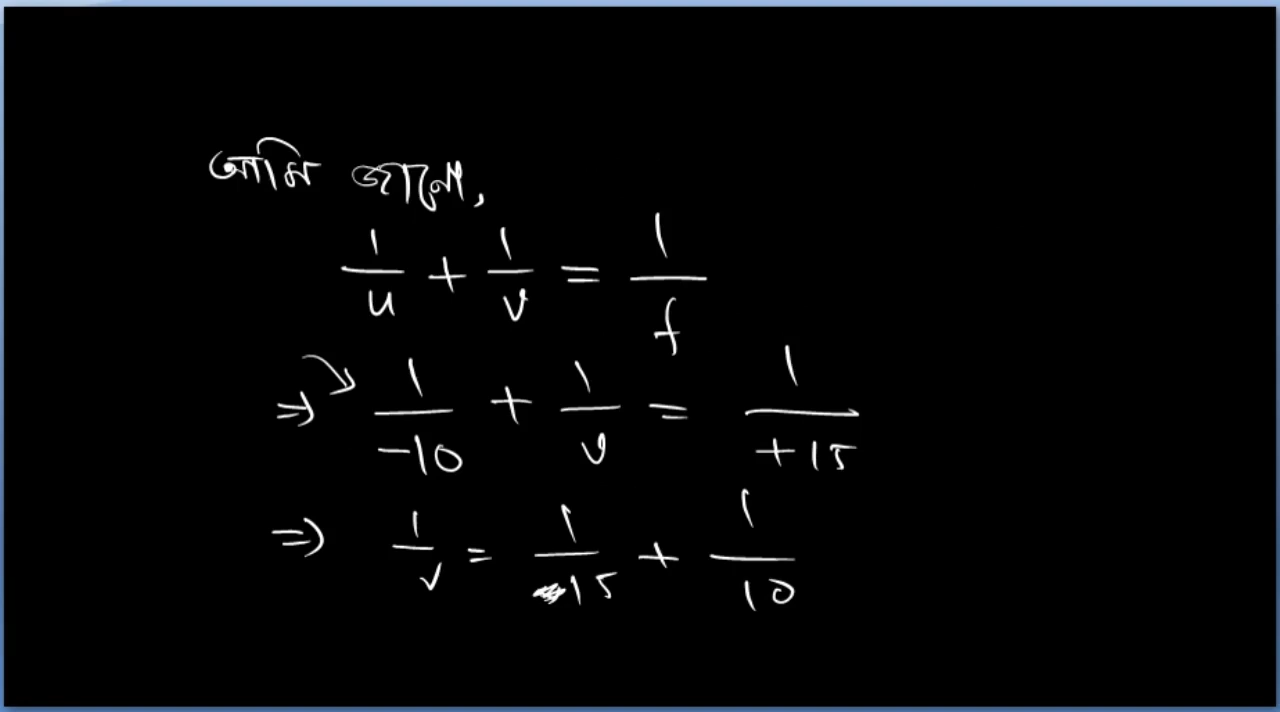 আমি জানো,
1/u + 1/v = 1/f
⇒ 1/-10 + 1/v = 1/+15
⇒ 1/v = 1/15 + 1/10